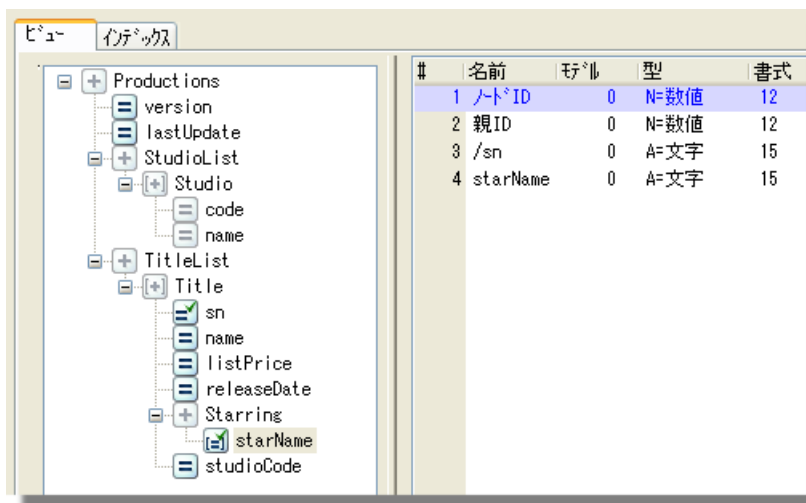 ﾋﾞｭｰ
ｲﾝﾃﾞｯｸｽ
Productions
version
lastUpdate
StudioList
Studio
code
name
TitleList
Title
sn
name
listPrice
releaseDate
Starring
starName
studioCode
# 名前 ﾓﾃﾞﾙ 型 書式
1 ﾉｰﾄﾞID 0 N=数値 12
2 親ID 0 N=数値 12
3 /sn 0 A=文字 15
4 starName 0 A=文字 15